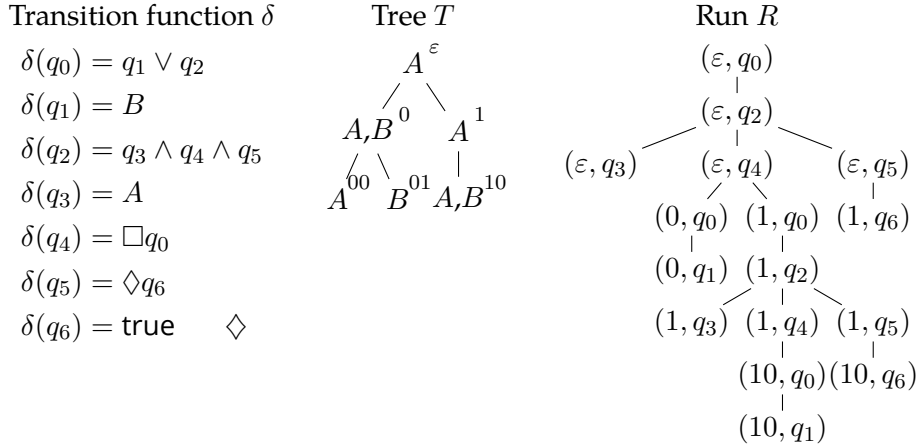 Transition function δ Tree T Run R
δ(q₀) = q₁ ∨ q₂
δ(q₁) = B
δ(q₂) = q₃ ∧ q₄ ∧ q₅
δ(q₃) = A
δ(q₄) = □q₀
δ(q₅) = ◇q₆
δ(q₆) = true ◇
A ε
A,B 0 A 1
A 00 B 01 A,B 10
(ε, q₀)
(ε, q₂)
(ε, q₃) (ε, q₄) (ε, q₅)
(0, q₀) (1, q₀) (1, q₆)
(0, q₁) (1, q₂)
(1, q₃) (1, q₄) (1, q₅)
(10, q₀) (10, q₆)
(10, q₁)